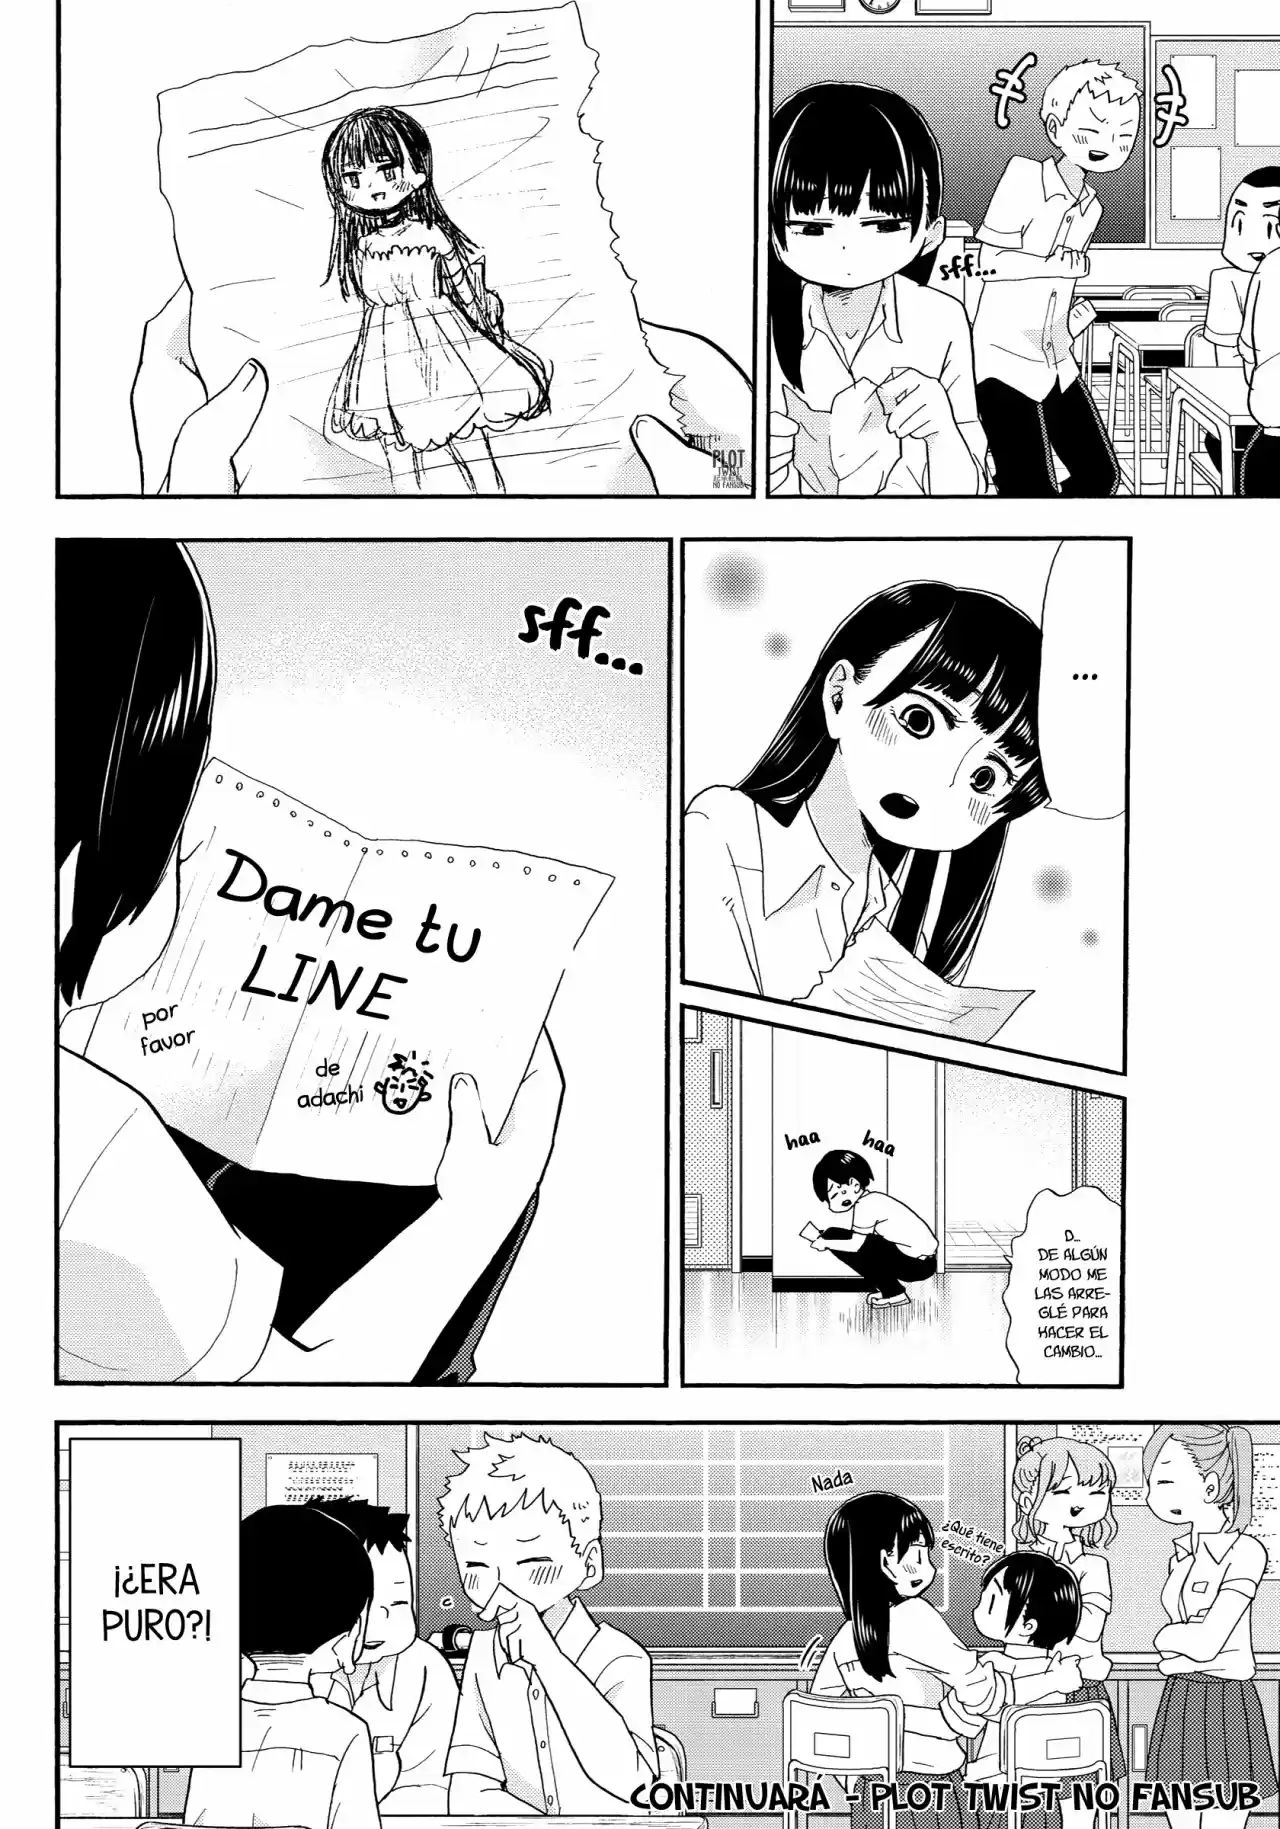 sff...
PLOT
TWIST
NO FANSUB
...
haa
haa
D...
DE ALGÚN
MODO ME
LAS ARRE-
GLÉ PARA
HACER EL
CAMBIO...
sff...
Dame tu
LINE
por
favor
de
adachi
Nada
¿Qué tiene
escrito?
¡¿ERA
PURO?!
CONTINUARÁ - PLOT TWIST NO FANSUB